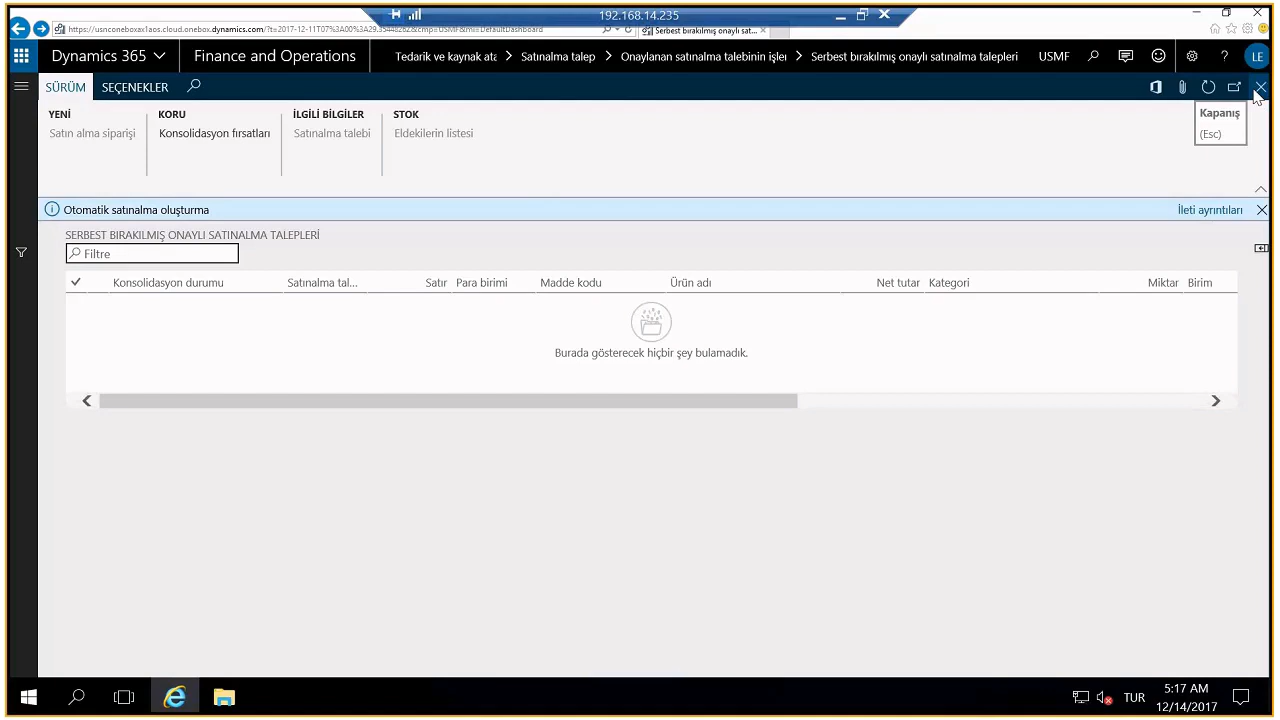 192.168.14.235
https://usnconeboxax1aos.cloud.onebox.dynamics.com/?t=2017-12-11T07%3A00%3A29.3544826Z&cmp=USMF&mi=DefaultDashboard
Serbest bırakılmış onaylı sat...
Dynamics 365
Finance and Operations
Tedarik ve kaynak ata
Satınalma talep
Onaylanan satınalma talebinin işle
Serbest bırakılmış onaylı satınalma talepleri
USMF
LE
SÜRÜM
SEÇENEKLER
YENİ
KORU
İLGİLİ BİLGİLER
STOK
Satın alma siparişi
Konsolidasyon fırsatları
Satınalma talebi
Eldekilerin listesi
Kapanış
(Esc)
Otomatik satınalma oluşturma
İleti ayrıntıları
SERBEST BIRAKILMIŞ ONAYLI SATINALMA TALEPLERİ
Filtre
Konsolidasyon durumu
Satınalma tal...
Satır
Para birimi
Madde kodu
Ürün adı
Net tutar
Kategori
Miktar
Birim
Burada gösterecek hiçbir şey bulamadık.
TUR
5:17 AM
12/14/2017